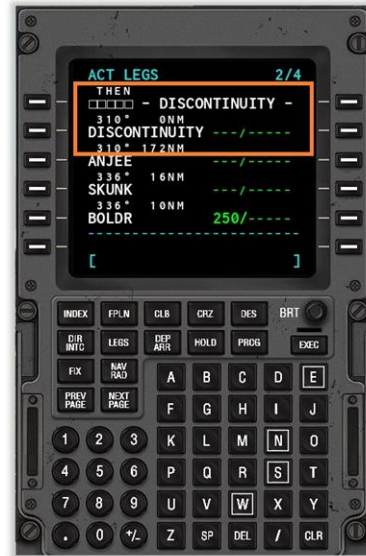 ACT LEGS 2/4
THEN
□□□□□ - DISCONTINUITY -
310° 0NM
DISCONTINUITY ---/-----
310° 172NM
ANJEE ---/-----
336° 16NM
SKUNK ---/-----
336° 10NM
BOLDR 250/-----
------------------------
[ ]
INDEX FPLN CLB CRZ DES BRT
DIR INTC LEGS DEP ARR HOLD PROG EXEC
FIX NAV RAD
PREV PAGE NEXT PAGE
A B C D E
F G H I J
1 2 3 K L M N O
4 5 6 P Q R S T
7 8 9 U V W X Y
. 0 +/- Z SP DEL / CLR